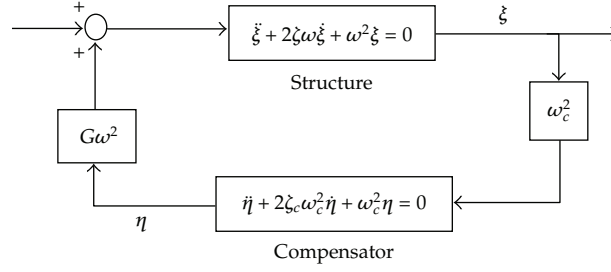 +
ξ
+
ξ̈ + 2ζωξ̇ + ω²ξ = 0
Structure
ω_c²
Gω²
η̈ + 2ζ_cω_c²η̇ + ω_c²η = 0
η
Compensator